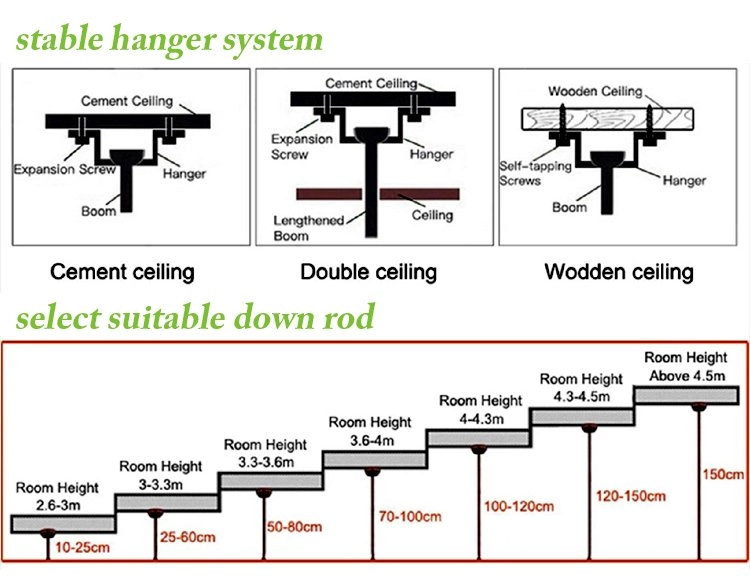 stable hanger system
Cement Ceiling
Expansion Screw
Hanger
Boom
Cement ceiling
Cement Ceiling
Expansion
Screw
Hanger
Lengthened
Boom
Ceiling
Double ceiling
Wooden Ceiling
Self-tapping
Screws
Hanger
Boom
Wodden ceiling
select suitable down rod
Room Height
2.6-3m
10-25cm
Room Height
3-3.3m
25-60cm
Room Height
3.3-3.6m
50-80cm
Room Height
3.6-4m
70-100cm
Room Height
4-4.3m
100-120cm
Room Height
4.3-4.5m
120-150cm
Room Height
Above 4.5m
150cm